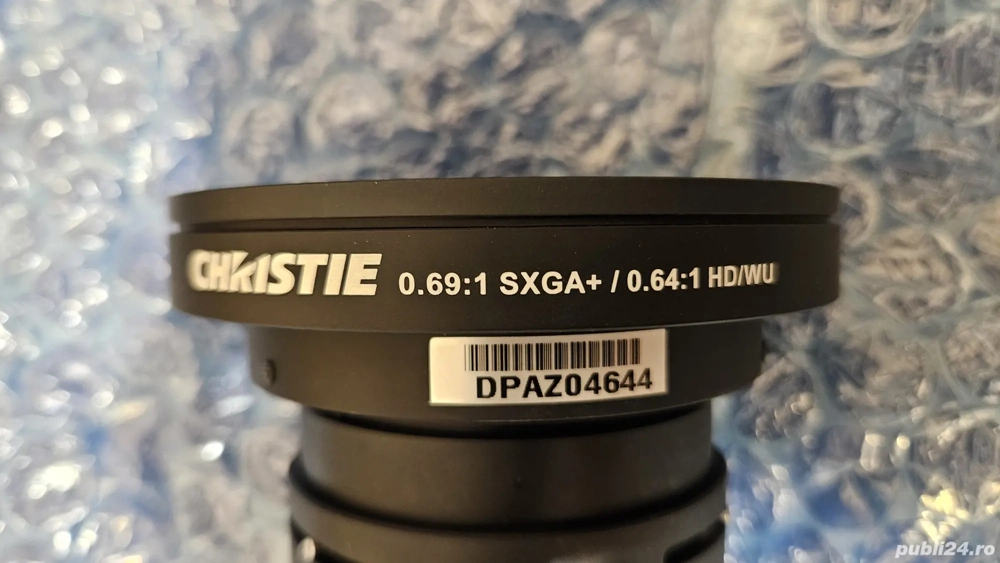 CHRISTIE 0.69:1 SXGA+ / 0.64:1 HD/WU
DPAZ04644
publi24.ro